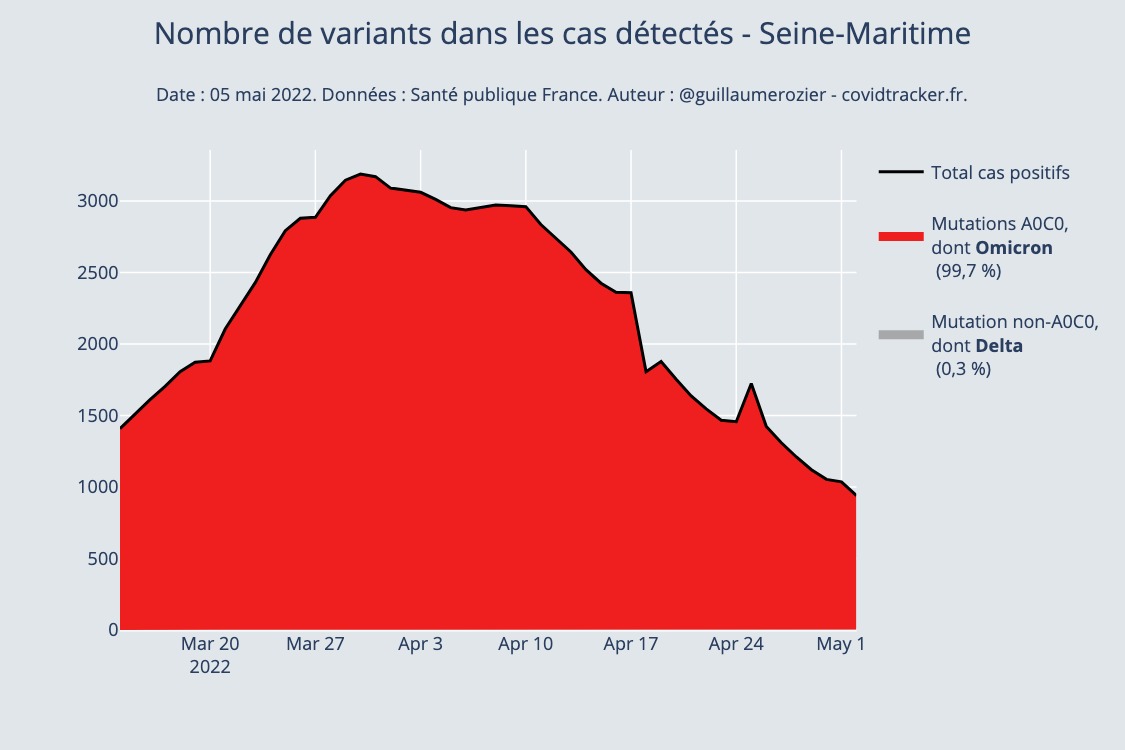 Nombre de variants dans les cas détectés - Seine-Maritime
Date : 05 mai 2022. Données : Santé publique France. Auteur : @guillaumerozier - covidtracker.fr.
Total cas positifs
Mutations A0C0,
dont Omicron
(99,7 %)
Mutation non-A0C0,
dont Delta
(0,3 %)
3000
2500
2000
1500
1000
500
0
Mar 20 Mar 27 Apr 3 Apr 10 Apr 17 Apr 24 May 1
2022